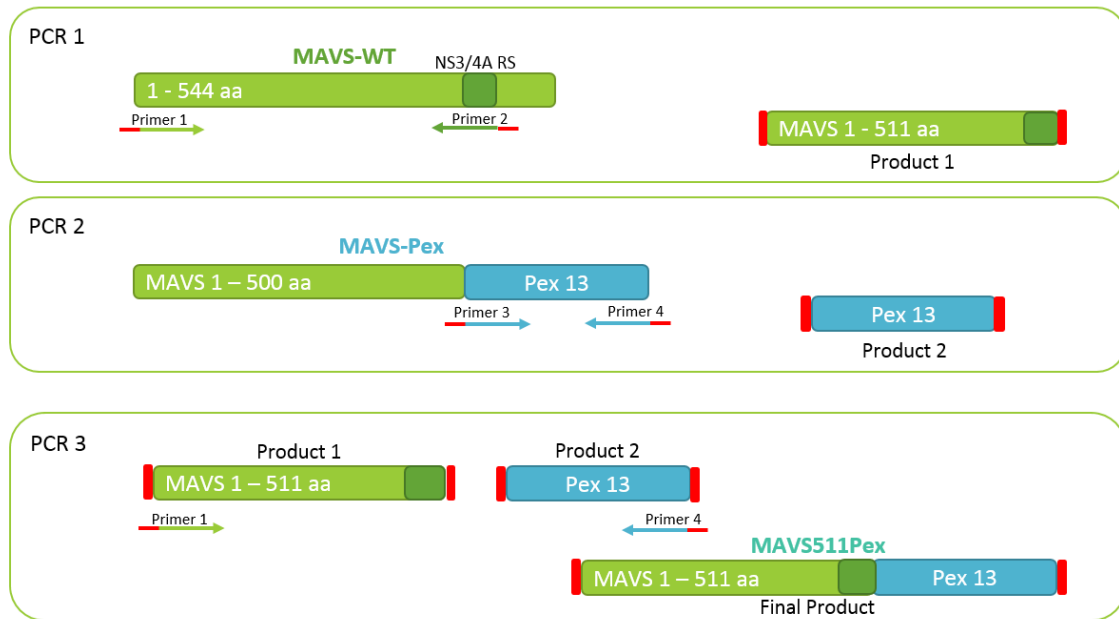 PCR 1
MAVS-WT
NS3/4A RS
1 - 544 aa
Primer 1
Primer 2
MAVS 1 - 511 aa
Product 1
PCR 2
MAVS-Pex
MAVS 1 – 500 aa
Pex 13
Primer 3
Primer 4
Pex 13
Product 2
PCR 3
Product 1
Product 2
MAVS 1 – 511 aa
Pex 13
Primer 1
Primer 4
MAVS511Pex
MAVS 1 – 511 aa
Pex 13
Final Product